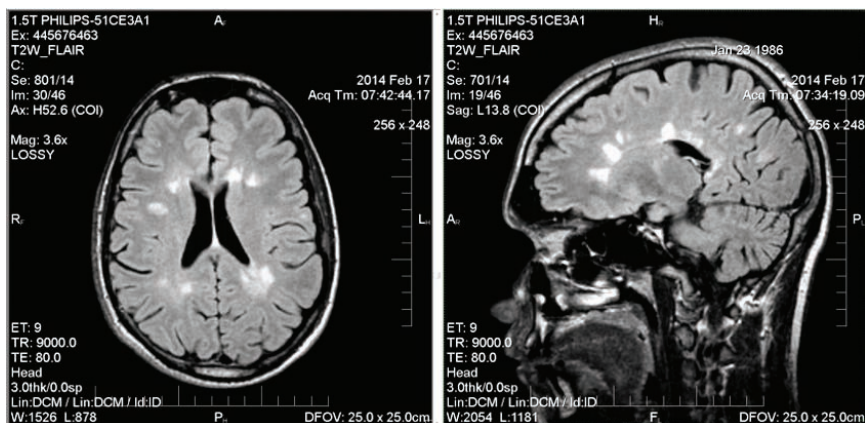 1.5T PHILIPS-51CE3A1
Ex: 445676463
T2W_FLAIR
C:
Se: 801/14
Im: 30/46
Ax: H52.6 (COI)
Mag: 3.6x
LOSSY
A
2014 Feb 17
Acq Tm: 07:42:44.17
256 x 248
R
L
ET: 9
TR: 9000.0
TE: 80.0
Head
3.0thk/0.0sp
Lin:DCM / Lin:DCM / Id:ID
W:1526 L:878
P
DFOV: 25.0 x 25.0cm
1.5T PHILIPS-51CE3A1
Ex: 445676463
T2W_FLAIR
C:
Se: 701/14
Im: 19/46
Sag: L13.8 (COI)
Mag: 3.6x
LOSSY
H
Jan 23 1986
2014 Feb 17
Acq Tm: 07:34:19.09
256 x 248
A
P
ET: 9
TR: 9000.0
TE: 80.0
Head
3.0thk/0.0sp
Lin:DCM / Lin:DCM / Id:ID
W:2054 L:1181
F
DFOV: 25.0 x 25.0cm